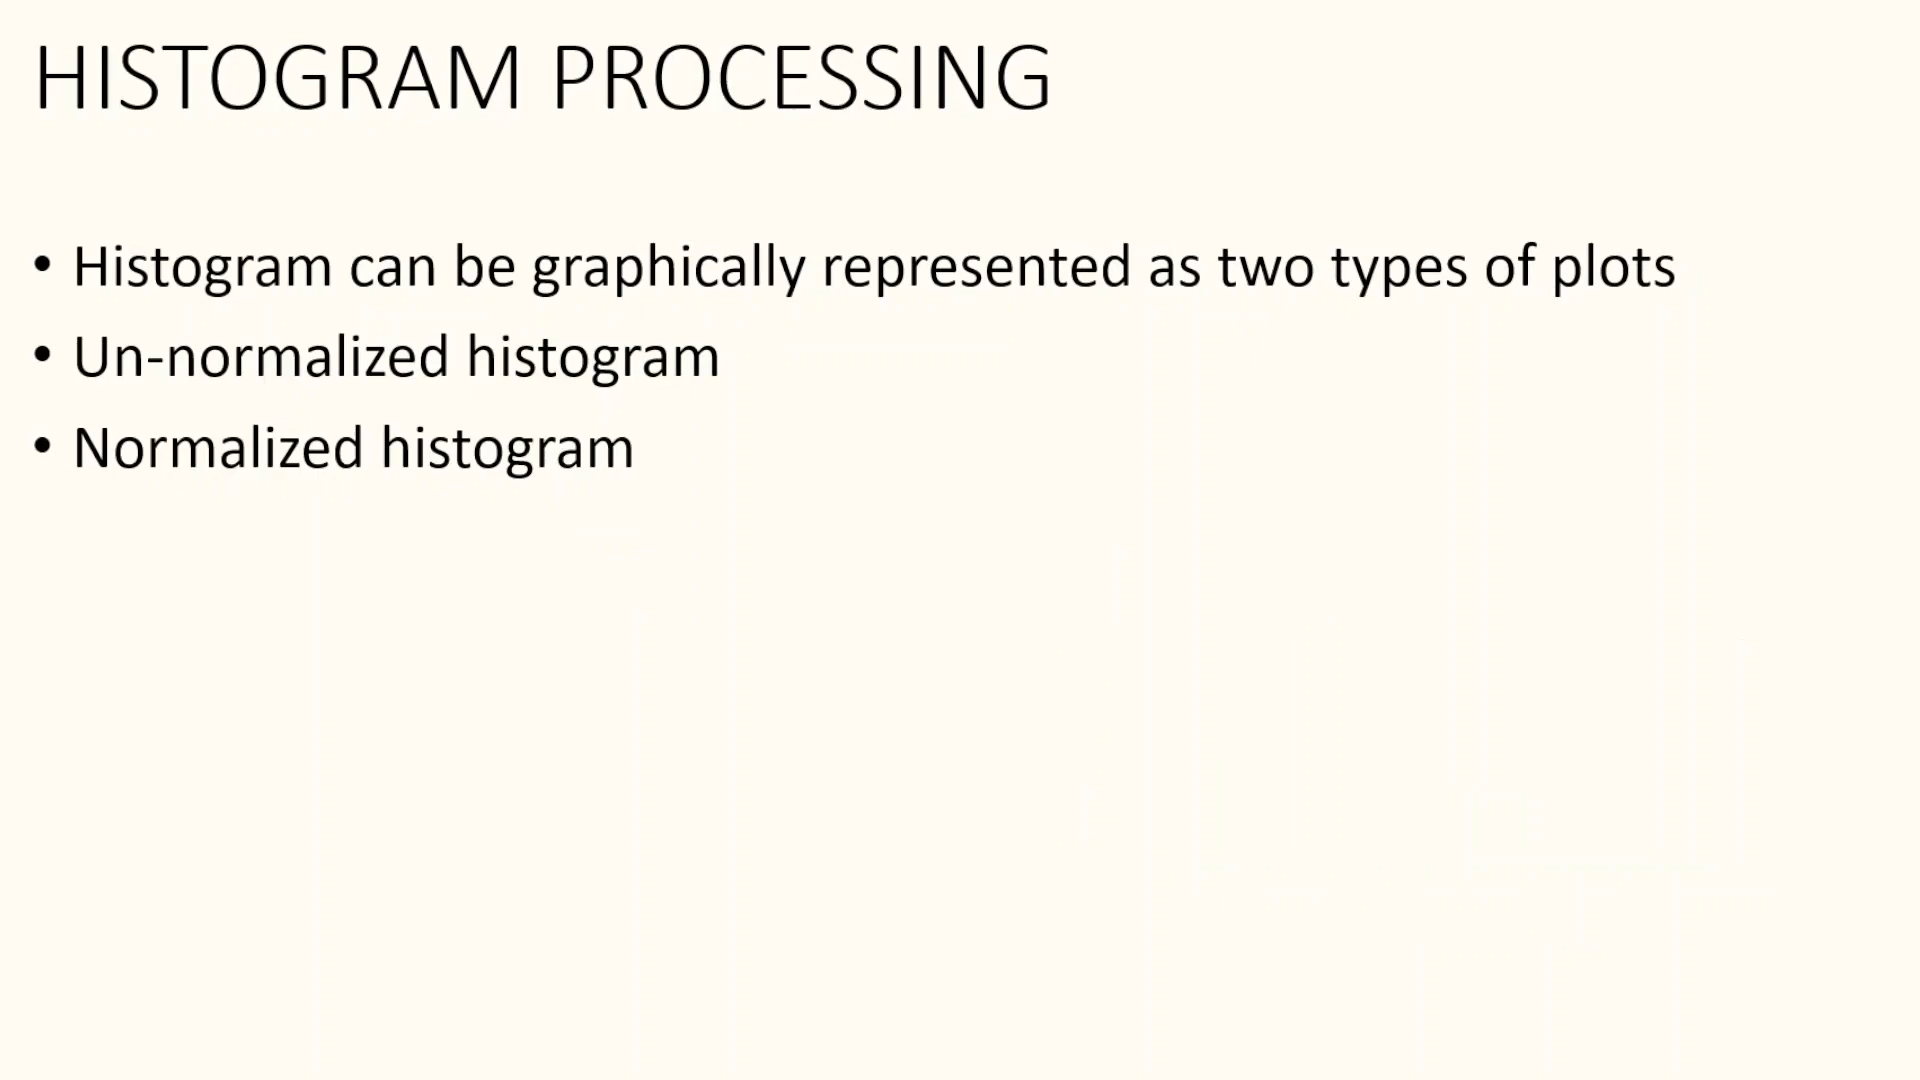 HISTOGRAM PROCESSING
• Histogram can be graphically represented as two types of plots
• Un-normalized histogram
• Normalized histogram